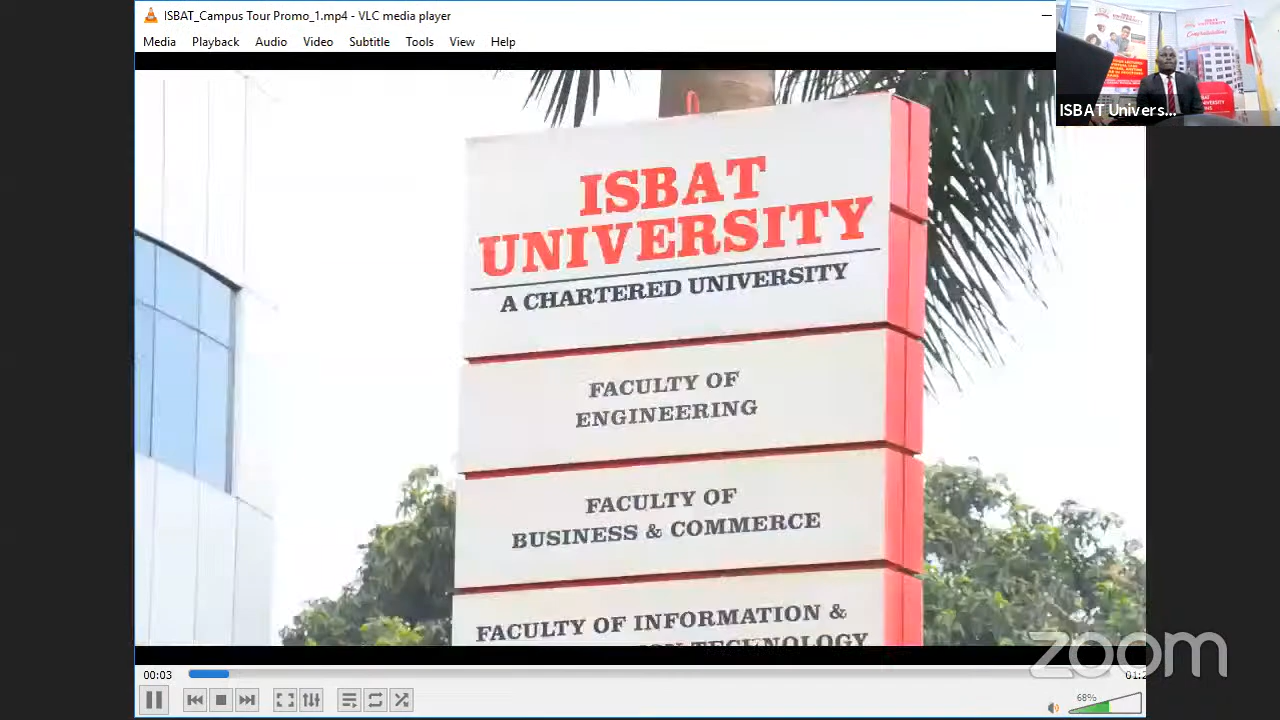 ISBAT_Campus Tour Promo_1.mp4 - VLC media player
Media Playback Audio Video Subtitle Tools View Help
ISBAT Univers...
ISBAT
UNIVERSITY
A CHARTERED UNIVERSITY
FACULTY OF
ENGINEERING
FACULTY OF
BUSINESS & COMMERCE
FACULTY OF INFORMATION &
TECHNOLOGY
zoom
00:03
68%